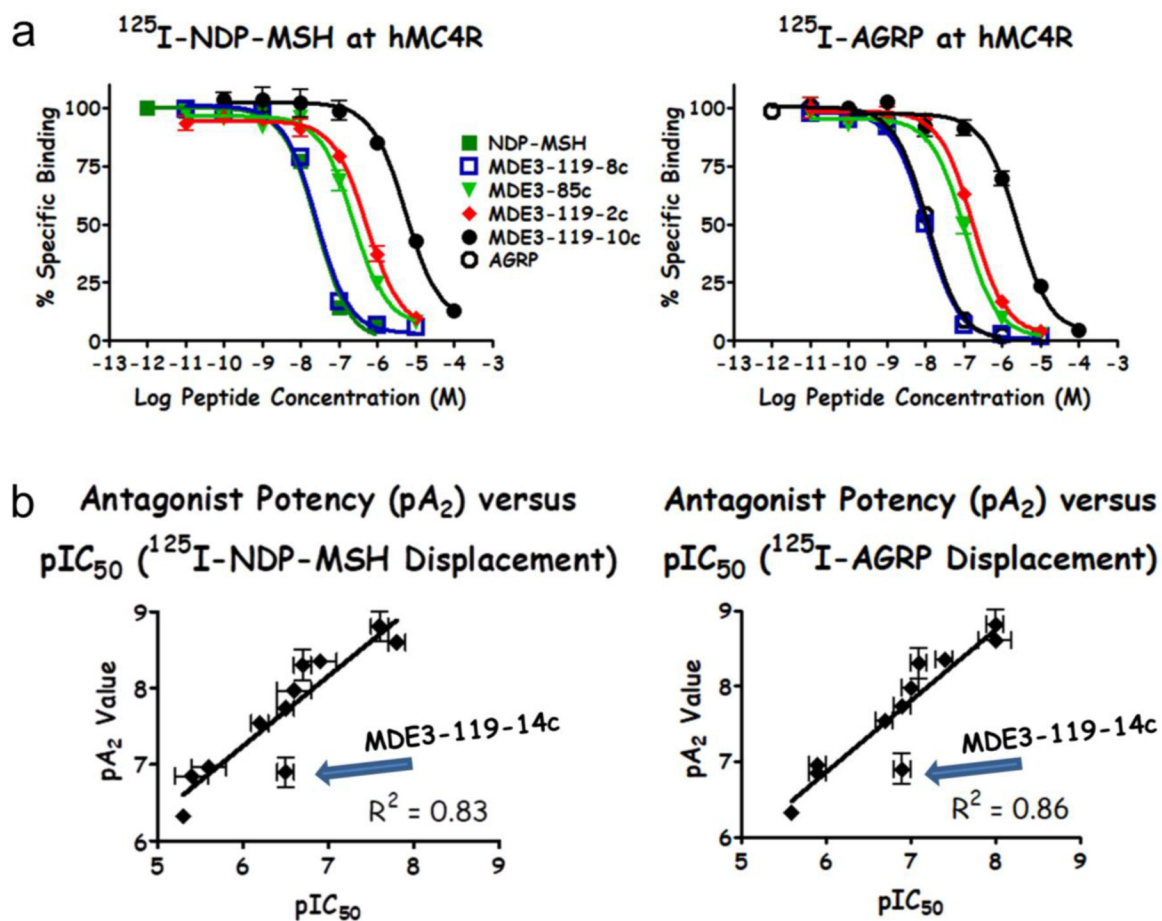 a
¹²⁵I-NDP-MSH at hMC4R
% Specific Binding
100
75
50
25
0
-13 -12 -11 -10 -9 -8 -7 -6 -5 -4 -3
Log Peptide Concentration (M)
NDP-MSH
MDE3-119-8c
MDE3-85c
MDE3-119-2c
MDE3-119-10c
AGRP
¹²⁵I-AGRP at hMC4R
% Specific Binding
100
75
50
25
0
-13 -12 -11 -10 -9 -8 -7 -6 -5 -4 -3
Log Peptide Concentration (M)
b
Antagonist Potency (pA₂) versus
pIC₅₀ (¹²⁵I-NDP-MSH Displacement)
pA₂ Value
9
8
7
6
MDE3-119-14c
R² = 0.83
5 6 7 8 9
pIC₅₀
Antagonist Potency (pA₂) versus
pIC₅₀ (¹²⁵I-AGRP Displacement)
pA₂ Value
9
8
7
6
MDE3-119-14c
R² = 0.86
5 6 7 8 9
pIC₅₀